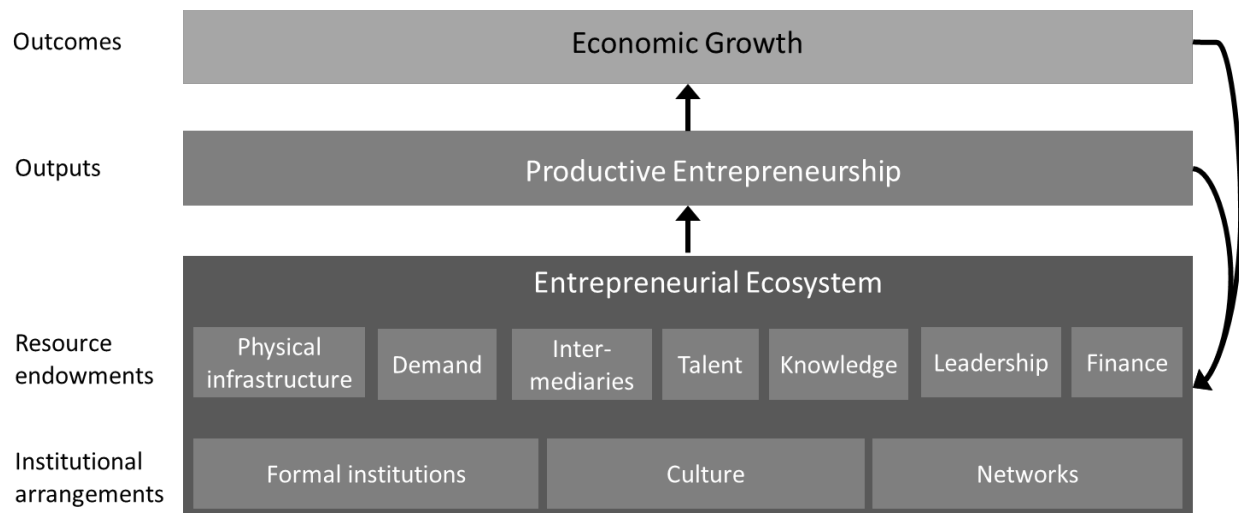 Outcomes
Economic Growth
Outputs
Productive Entrepreneurship
Entrepreneurial Ecosystem
Resource
endowments
Physical
infrastructure
Demand
Inter-
mediaries
Talent
Knowledge
Leadership
Finance
Institutional
arrangements
Formal institutions
Culture
Networks